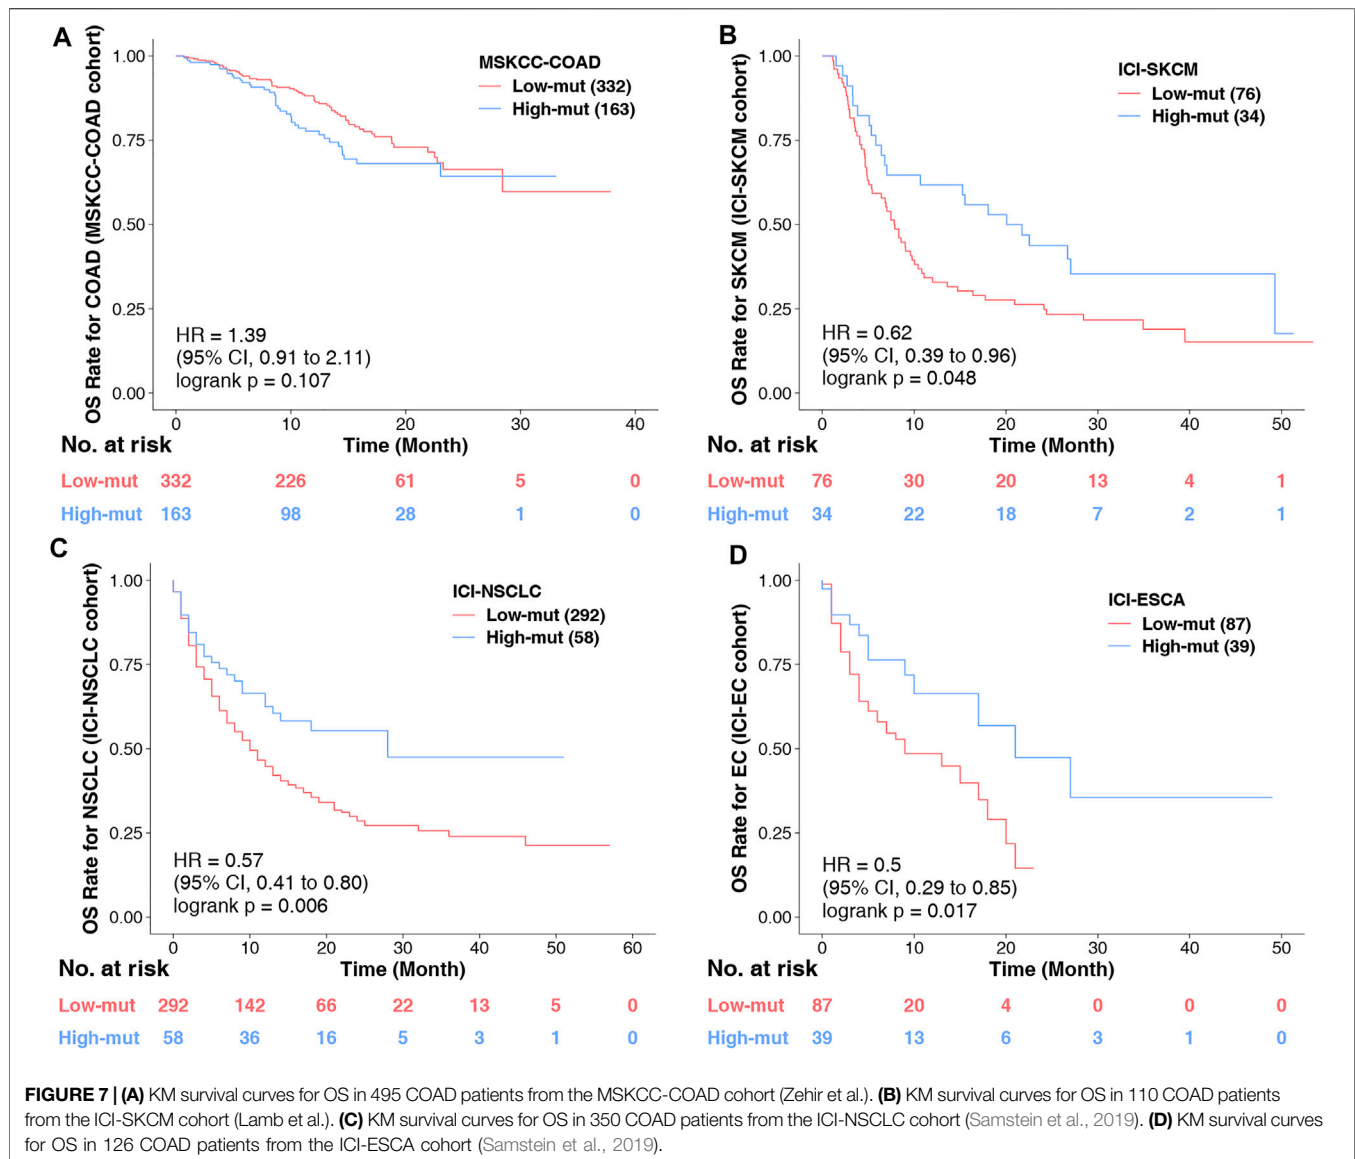 A
OS Rate for COAD (MSKCC-COAD cohort)
1.00
0.75
0.50
0.25
0.00
MSKCC-COAD
Low-mut (332)
High-mut (163)
HR = 1.39
(95% CI, 0.91 to 2.11)
logrank p = 0.107
0 10 20 30 40
No. at risk Time (Month)
Low-mut 332 226 61 5 0
High-mut 163 98 28 1 0
B
OS Rate for SKCM (ICI-SKCM cohort)
1.00
0.75
0.50
0.25
0.00
ICI-SKCM
Low-mut (76)
High-mut (34)
HR = 0.62
(95% CI, 0.39 to 0.96)
logrank p = 0.048
0 10 20 30 40 50
No. at risk Time (Month)
Low-mut 76 30 20 13 4 1
High-mut 34 22 18 7 2 1
C
OS Rate for NSCLC (ICI-NSCLC cohort)
1.00
0.75
0.50
0.25
0.00
ICI-NSCLC
Low-mut (292)
High-mut (58)
HR = 0.57
(95% CI, 0.41 to 0.80)
logrank p = 0.006
0 10 20 30 40 50 60
No. at risk Time (Month)
Low-mut 292 142 66 22 13 5 0
High-mut 58 36 16 5 3 1 0
D
OS Rate for EC (ICI-EC cohort)
1.00
0.75
0.50
0.25
0.00
ICI-ESCA
Low-mut (87)
High-mut (39)
HR = 0.5
(95% CI, 0.29 to 0.85)
logrank p = 0.017
0 10 20 30 40 50
No. at risk Time (Month)
Low-mut 87 20 4 0 0 0
High-mut 39 13 6 3 1 0
FIGURE 7 | (A) KM survival curves for OS in 495 COAD patients from the MSKCC-COAD cohort (Zehir et al.). (B) KM survival curves for OS in 110 COAD patients
from the ICI-SKCM cohort (Lamb et al.). (C) KM survival curves for OS in 350 COAD patients from the ICI-NSCLC cohort (Samstein et al., 2019). (D) KM survival curves
for OS in 126 COAD patients from the ICI-ESCA cohort (Samstein et al., 2019).